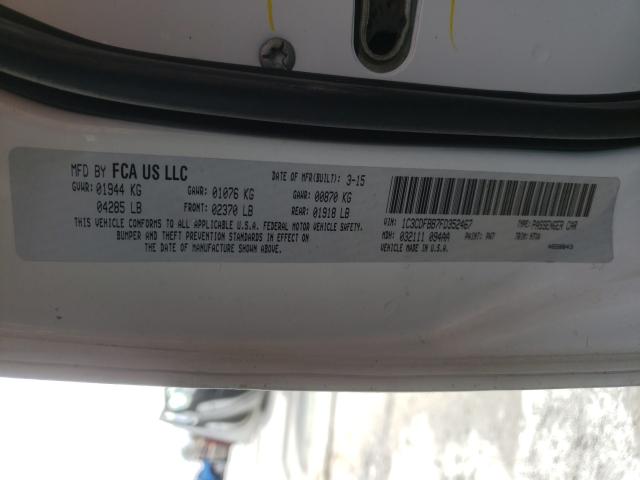 MFD BY FCA US LLC DATE OF MFR(BUILT): 3-15
GVWR: 01944 KG GAWR: 01076 KG GAWR: 00870 KG
04285 LB FRONT: 02370 LB REAR: 01918 LB
THIS VEHICLE CONFORMS TO ALL APPLICABLE U.S.A. FEDERAL MOTOR VEHICLE SAFETY,
BUMPER AND THEFT PREVENTION STANDARDS IN EFFECT ON
THE DATE OF MANUFACTURE SHOWN ABOVE.
VIN: 1C3CDFBB7FD352467 TYPE: PASSENGER CAR
MDH: 032111 094AA PAINT: PW7 TRIM:
VEHICLE MADE IN U.S.A.